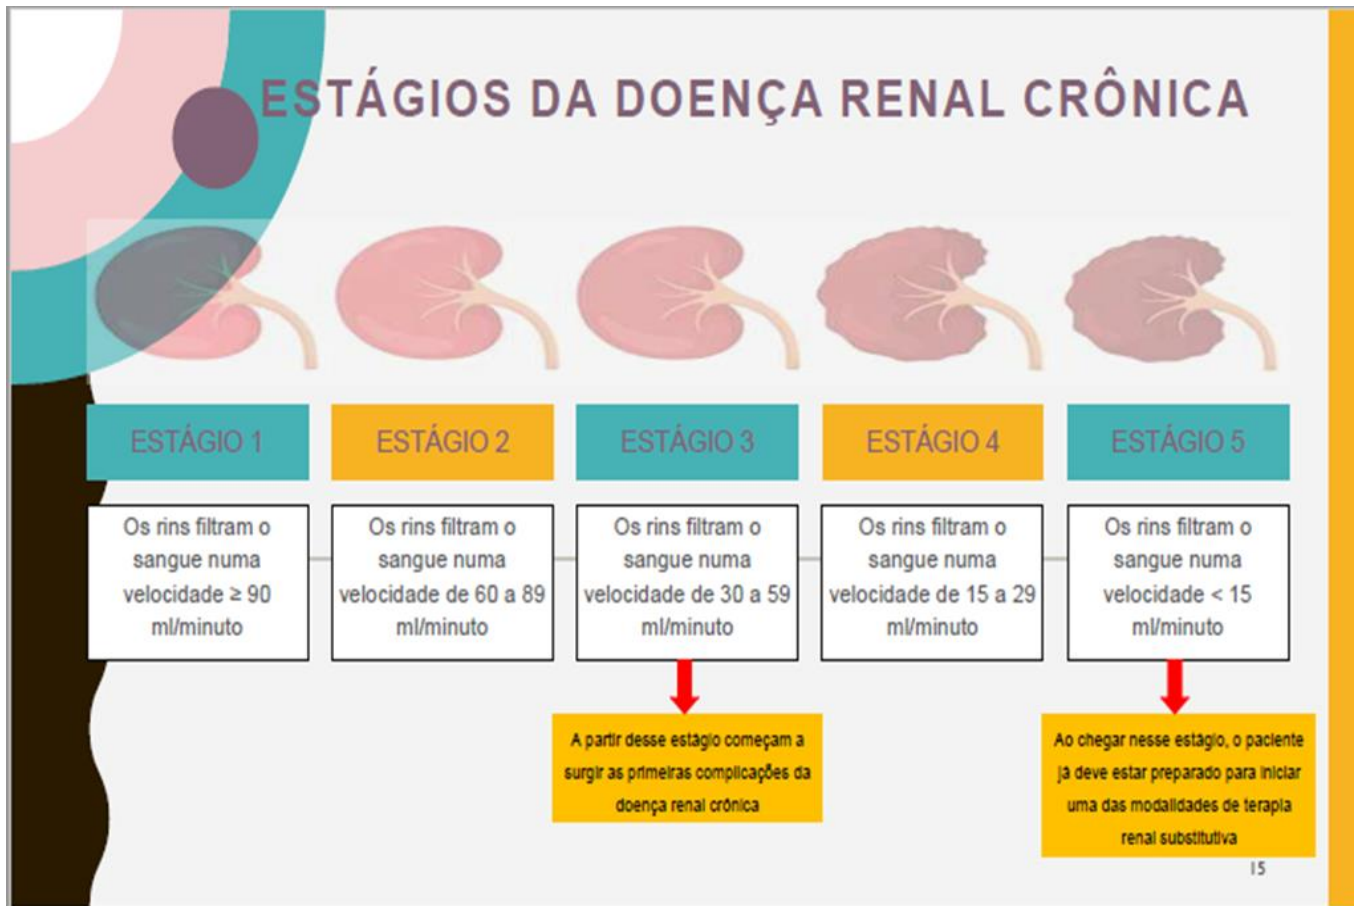 ESTÁGIOS DA DOENÇA RENAL CRÔNICA
ESTÁGIO 1
Os rins filtram o
sangue numa
velocidade ≥ 90
ml/minuto
ESTÁGIO 2
Os rins filtram o
sangue numa
velocidade de 60 a 89
ml/minuto
ESTÁGIO 3
Os rins filtram o
sangue numa
velocidade de 30 a 59
ml/minuto
A partir desse estágio começam a
surgir as primeiras complicações da
doença renal crônica
ESTÁGIO 4
Os rins filtram o
sangue numa
velocidade de 15 a 29
ml/minuto
ESTÁGIO 5
Os rins filtram o
sangue numa
velocidade < 15
ml/minuto
Ao chegar nesse estágio, o paciente
já deve estar preparado para iniciar
uma das modalidades de terapia
renal substitutiva
15